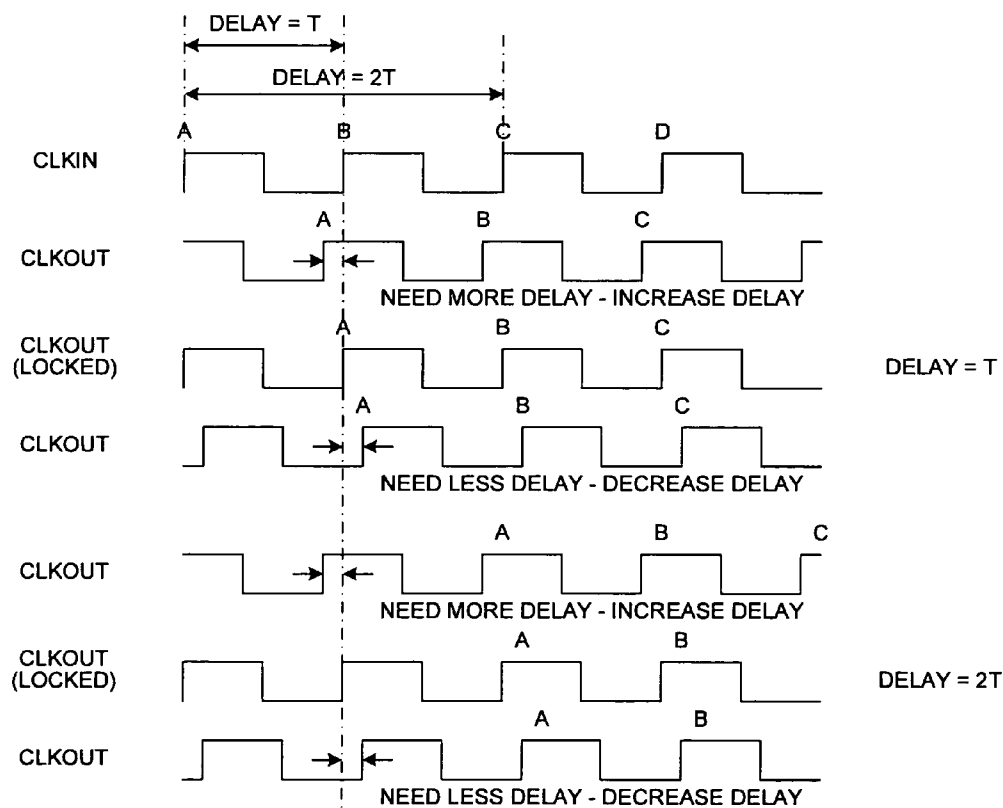 DELAY = T
DELAY = 2T
A B C D
CLKIN
A B C
CLKOUT
NEED MORE DELAY - INCREASE DELAY
A B C
CLKOUT
(LOCKED)
DELAY = T
A B C
CLKOUT
NEED LESS DELAY - DECREASE DELAY
A B C
CLKOUT
NEED MORE DELAY - INCREASE DELAY
A B
CLKOUT
(LOCKED)
DELAY = 2T
A B
CLKOUT
NEED LESS DELAY - DECREASE DELAY